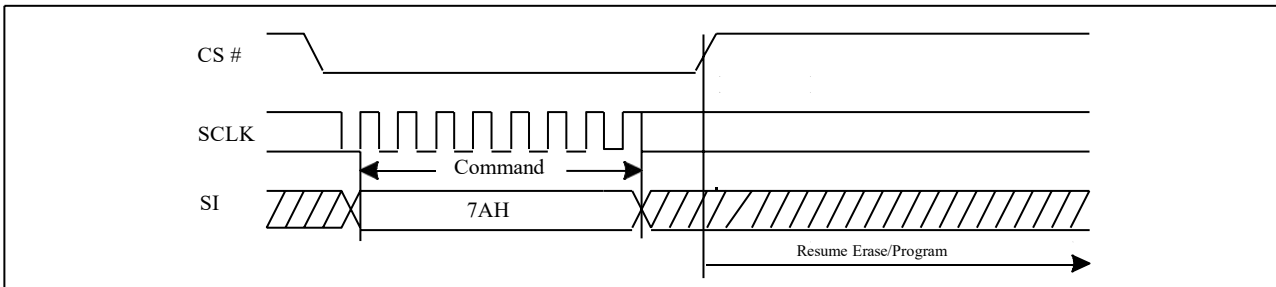 CS #
SCLK
Command
SI
7AH
Resume Erase/Program